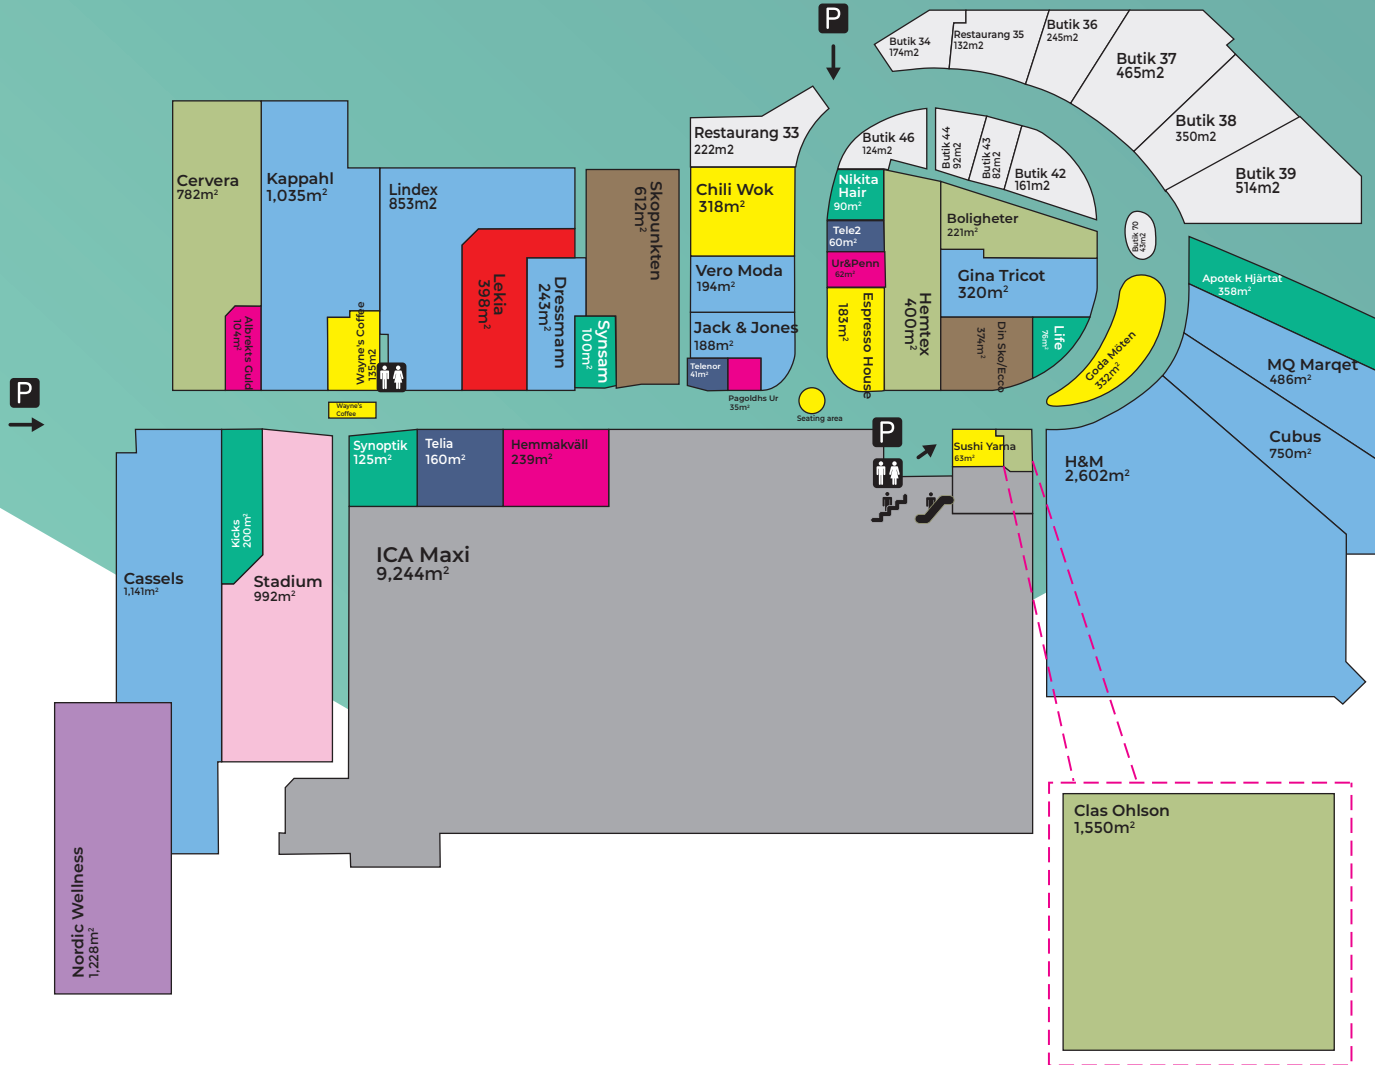 P
Butik 34
174m2
Restaurang 35
132m2
Butik 36
245m2
Butik 37
465m2
Butik 38
350m2
Butik 39
514m2
Restaurang 33
222m2
Butik 46
124m2
Butik 44
92m2
Butik 43
82m2
Butik 42
161m2
Cervera
782m²
Kappahl
1,035m²
Lindex
853m2
Skopunkten
612m²
Chili Wok
318m²
Nikita
Hair
90m²
Tele2
60m²
Ur&Penn
62m²
Boligheter
221m²
Butik 70
43m2
Vero Moda
194m²
Gina Tricot
320m²
Apotek Hjärtat
358m²
Lekia
398m²
Dressmann
243m²
Synsam
100m²
Albrekts Guld
104m²
Wayne's Coffee
135m2
Jack & Jones
188m²
Espresso House
183m²
Hemtex
400m²
Din Sko/Ecco
374m²
Life
76m²
Goda Möten
332m²
MQ Marqet
486m²
Telenor
41m²
Pagoldhs Ur
35m²
P
Wayne's
Coffee
Seating area
P
Synoptik
125m²
Telia
160m²
Hemmakväll
239m²
Sushi Yama
63m²
Cubus
750m²
H&M
2,602m²
Kicks
200m²
ICA Maxi
9,244m²
Cassels
1,141m²
Stadium
992m²
Clas Ohlson
1,550m²
Nordic Wellness
1,228m²